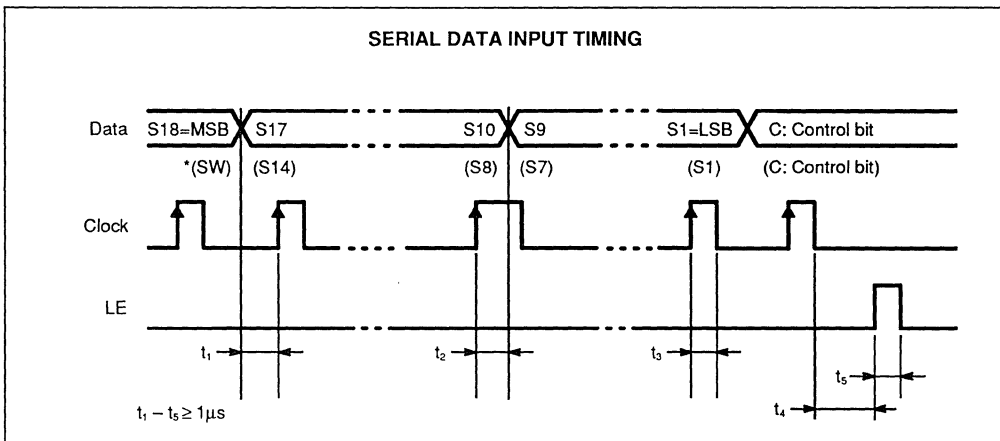 SERIAL DATA INPUT TIMING
Data S18=MSB S17 S10 S9 S1=LSB C: Control bit
*(SW) (S14) (S8) (S7) (S1) (C: Control bit)
Clock
LE
t₁ t₂ t₃
t₅
t₄
t₁ – t₅ ≥ 1µs